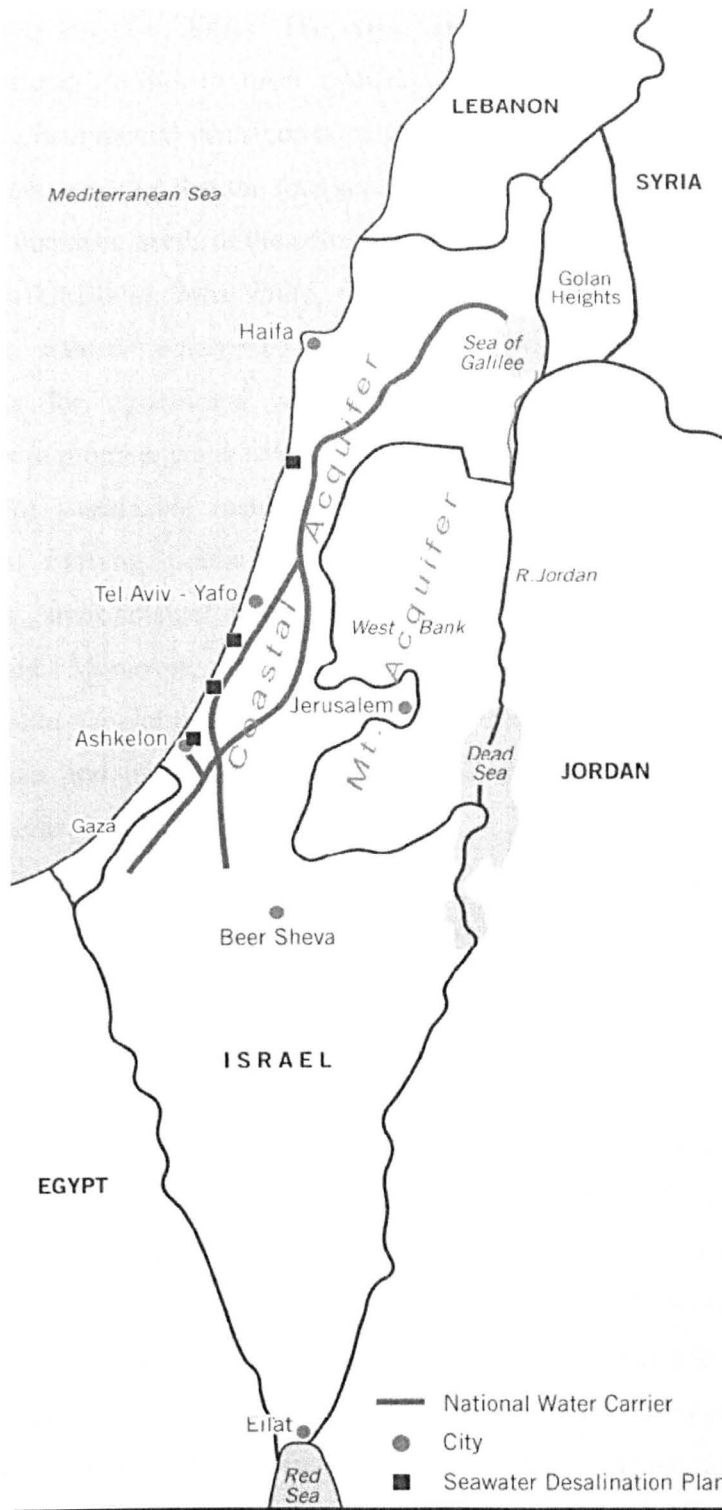 LEBANON
SYRIA
Mediterranean Sea
Golan
Heights
Haifa
Sea of
Galilee
Coastal Acquifer
Mt. Acquifer
R.Jordan
Tel Aviv - Yafo
West Bank
Jerusalem
Ashkelon
Dead
Sea
JORDAN
Gaza
Beer Sheva
ISRAEL
EGYPT
Eilat
Red
Sea
National Water Carrier
City
Seawater Desalination Plan